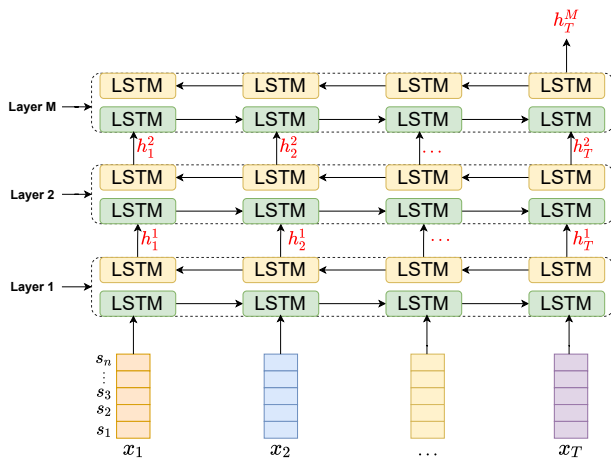 h_T^M
LSTM LSTM LSTM LSTM
Layer M
LSTM LSTM LSTM LSTM
h_1^2 h_2^2 ... h_T^2
LSTM LSTM LSTM LSTM
Layer 2
LSTM LSTM LSTM LSTM
h_1^1 h_2^1 ... h_T^1
LSTM LSTM LSTM LSTM
Layer 1
LSTM LSTM LSTM LSTM
s_n
⋮
s_3
s_2
s_1
x_1 x_2 ... x_T